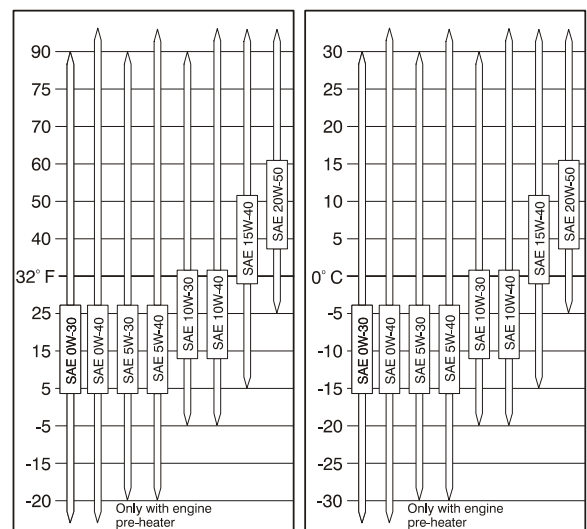 90
75
70
60
50
40
32° F
25
15
5
-5
-15
-20
SAE 0W-30
SAE 0W-40
SAE 5W-30
SAE 5W-40
SAE 10W-30
SAE 10W-40
SAE 15W-40
SAE 20W-50
Only with engine
pre-heater
30
25
20
15
10
5
0° C
-5
-10
-15
-20
-25
-30
SAE 0W-30
SAE 0W-40
SAE 5W-30
SAE 5W-40
SAE 10W-30
SAE 10W-40
SAE 15W-40
SAE 20W-50
Only with engine
pre-heater